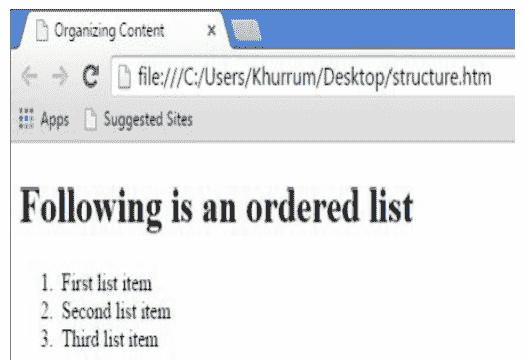 Organizing Content
file:///C:/Users/Khurrum/Desktop/structure.htm
Apps Suggested Sites
Following is an ordered list
1. First list item
2. Second list item
3. Third list item